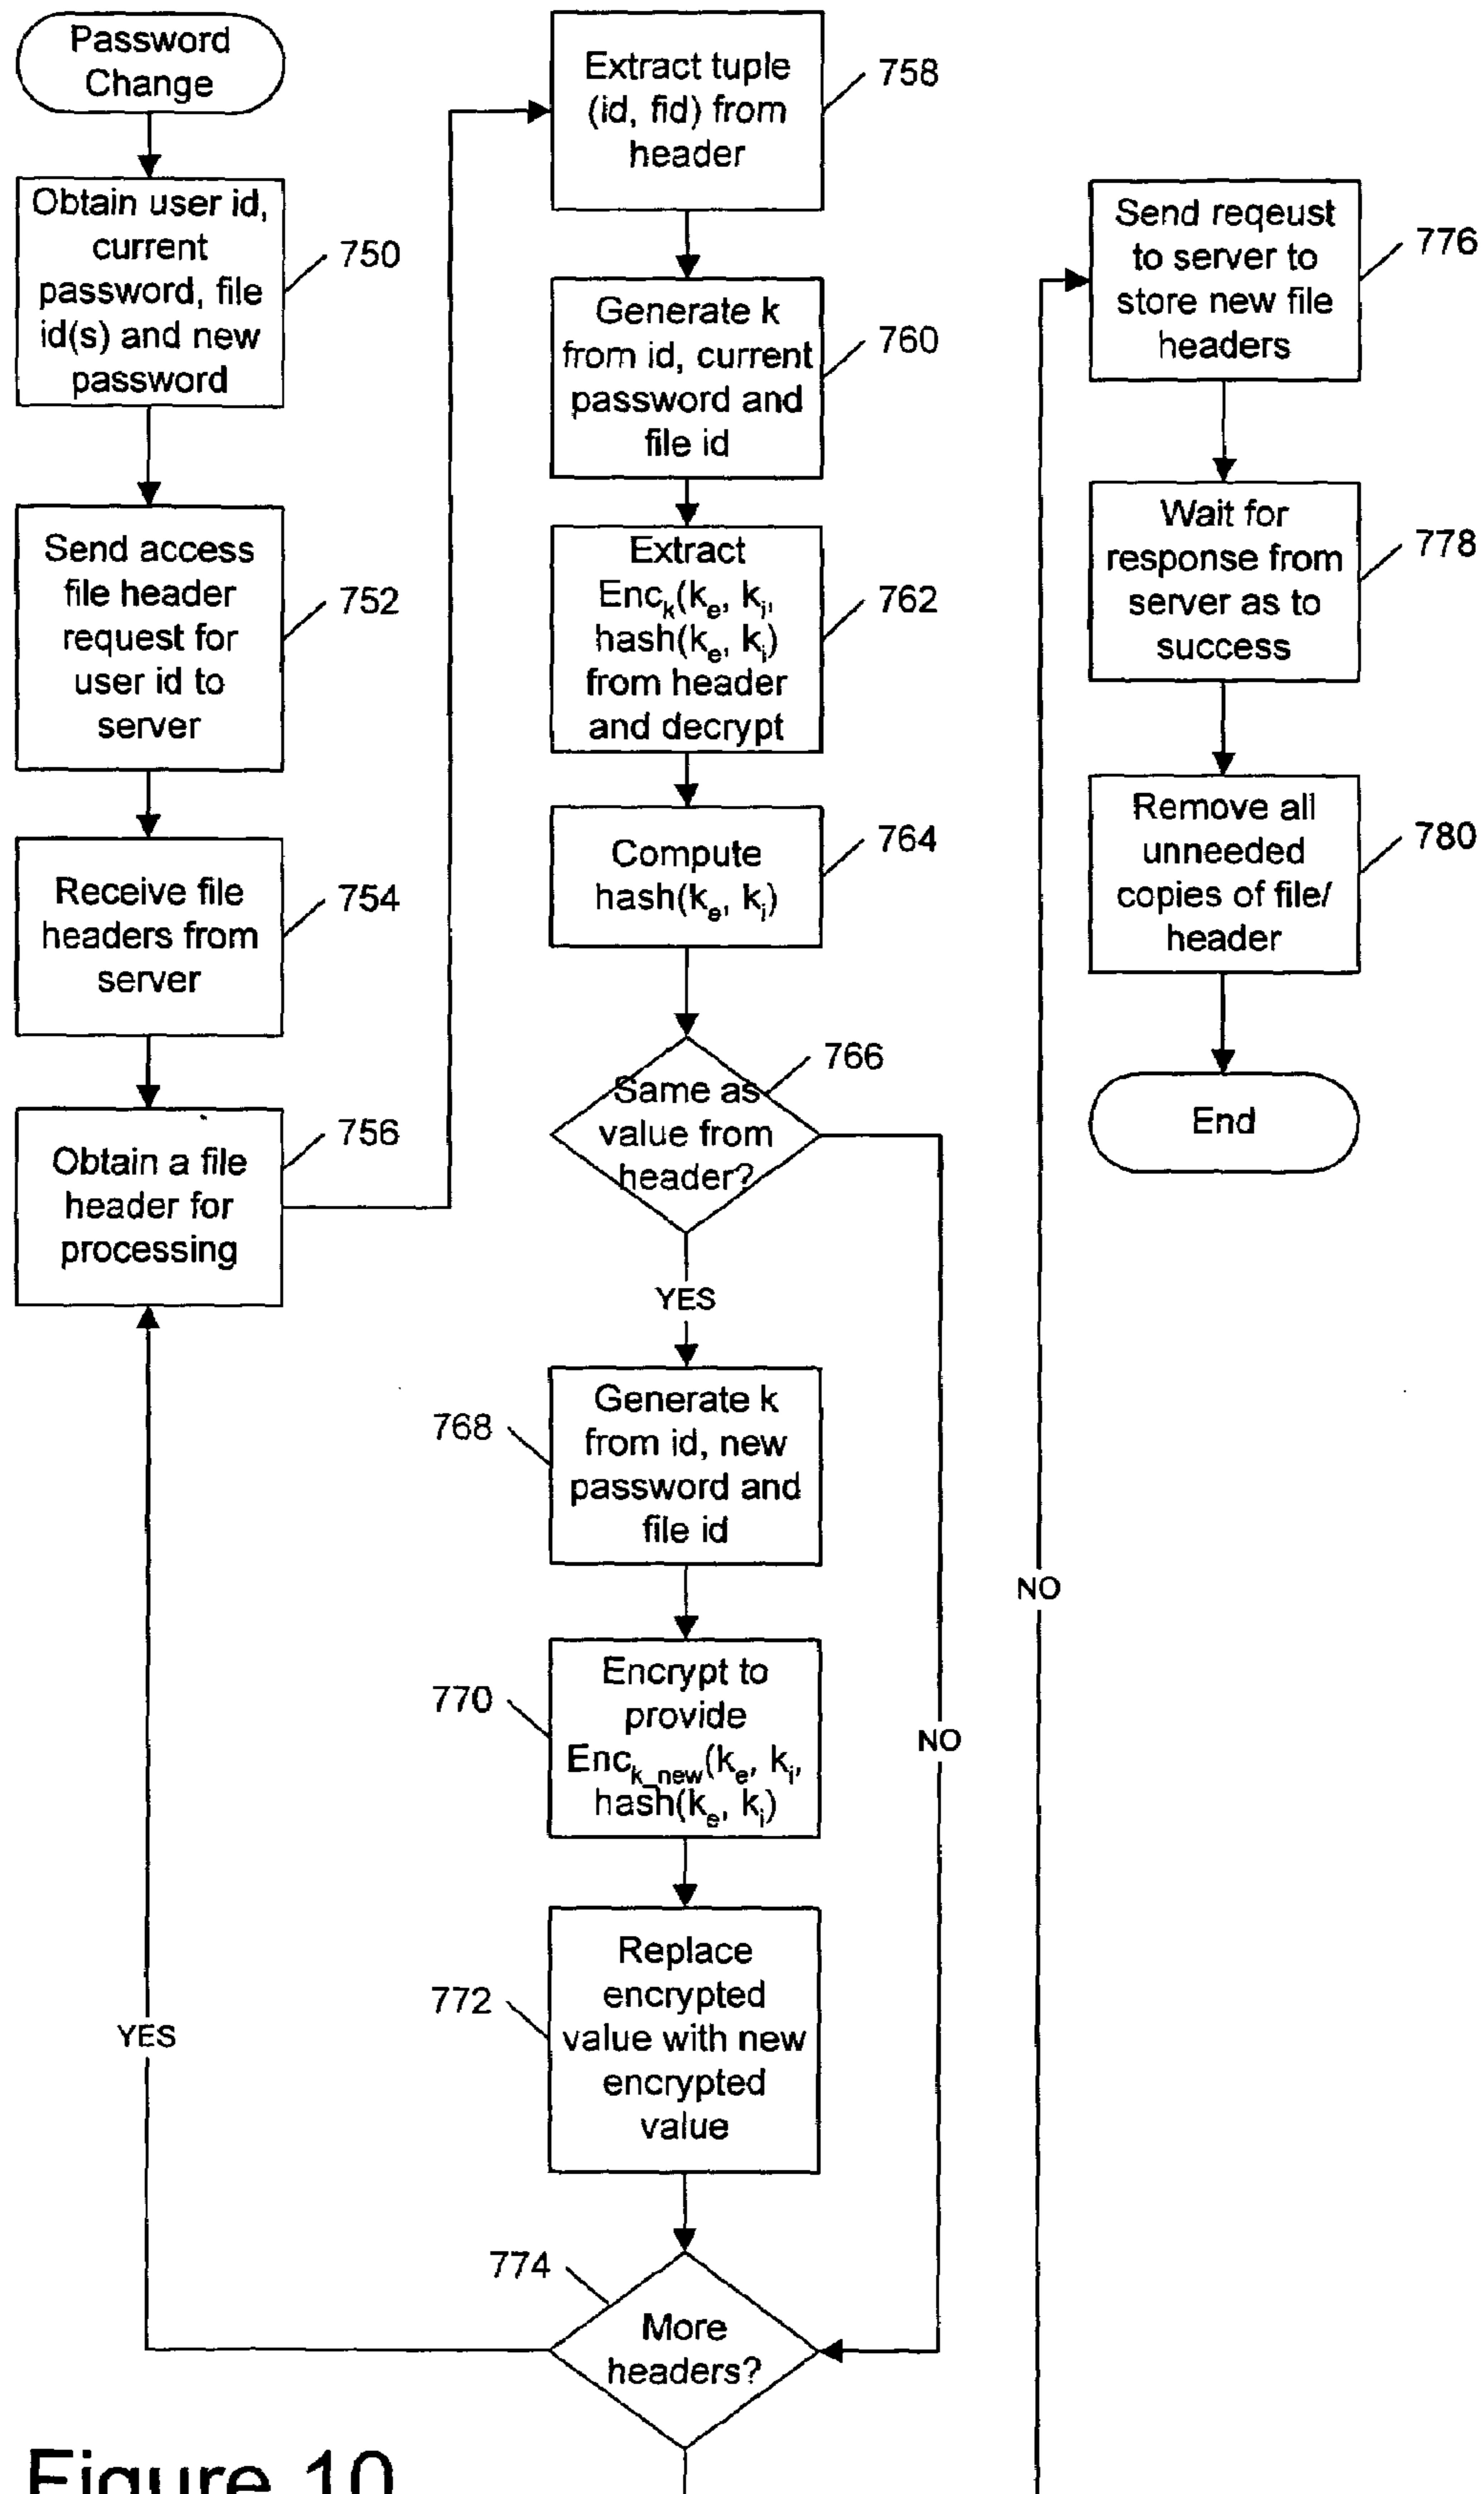 Password
Change
Obtain user id,
current
password, file
id(s) and new
password
750
Send access
file header
request for
user id to
server
752
Receive file
headers from
server
754
Obtain a file
header for
processing
756
YES
Extract tuple
(id, fid) from
header
758
Generate k
from id, current
password and
file id
760
Extract
Enck(ke, ki,
hash(ke, ki)
from header
and decrypt
762
Compute
hash(ke, ki)
764
Same as
value from
header?
766
YES
NO
Generate k
from id, new
password and
file id
768
Encrypt to
provide
Enck_new(ke, ki,
hash(ke, ki)
770
Replace
encrypted
value with new
encrypted
value
772
More
headers?
774
NO
Send reqeust
to server to
store new file
headers
776
Wait for
response from
server as to
success
778
Remove all
unneeded
copies of file/
header
780
End
Figure 10